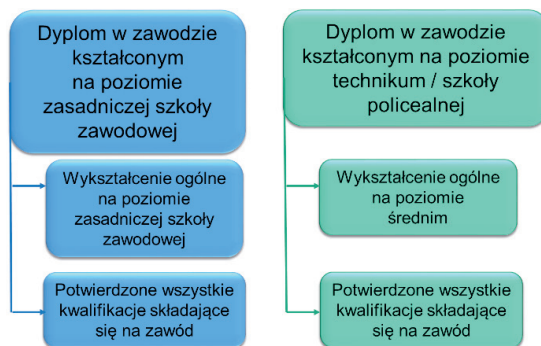 Dyplom w zawodzie
kształconym
na poziomie
zasadniczej szkoły
zawodowej
Wykształcenie ogólne
na poziomie
zasadniczej szkoły
zawodowej
Potwierdzone wszystkie
kwalifikacje składające
się na zawód
Dyplom w zawodzie
kształconym na poziomie
technikum / szkoły
policealnej
Wykształcenie ogólne
na poziomie
średnim
Potwierdzone wszystkie
kwalifikacje składające
się na zawód